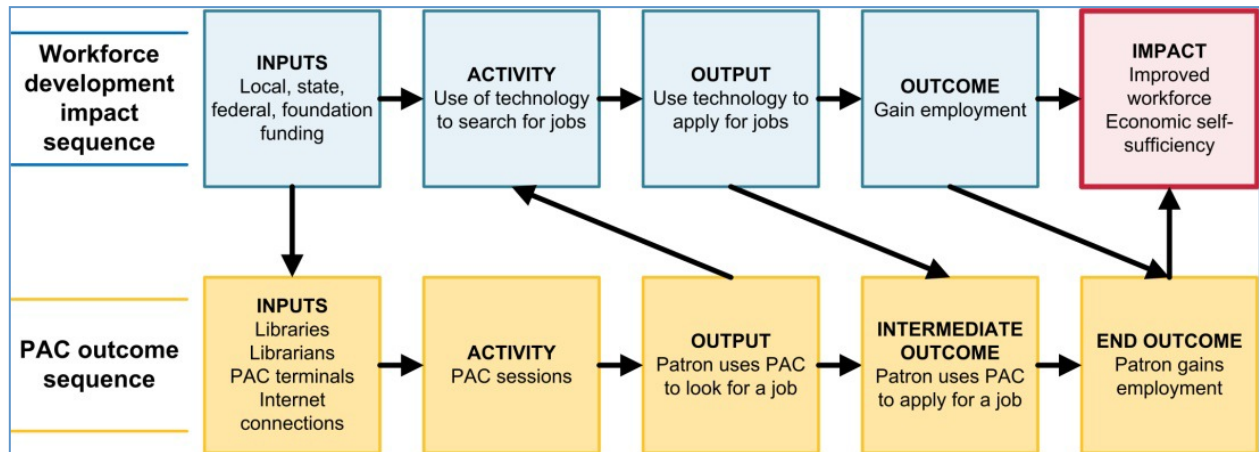 Workforce
development
impact
sequence
INPUTS
Local, state,
federal, foundation
funding
ACTIVITY
Use of technology
to search for jobs
OUTPUT
Use technology to
apply for jobs
OUTCOME
Gain employment
IMPACT
Improved
workforce
Economic self-
sufficiency
PAC outcome
sequence
INPUTS
Libraries
Librarians
PAC terminals
Internet
connections
ACTIVITY
PAC sessions
OUTPUT
Patron uses PAC
to look for a job
INTERMEDIATE
OUTCOME
Patron uses PAC
to apply for a job
END OUTCOME
Patron gains
employment